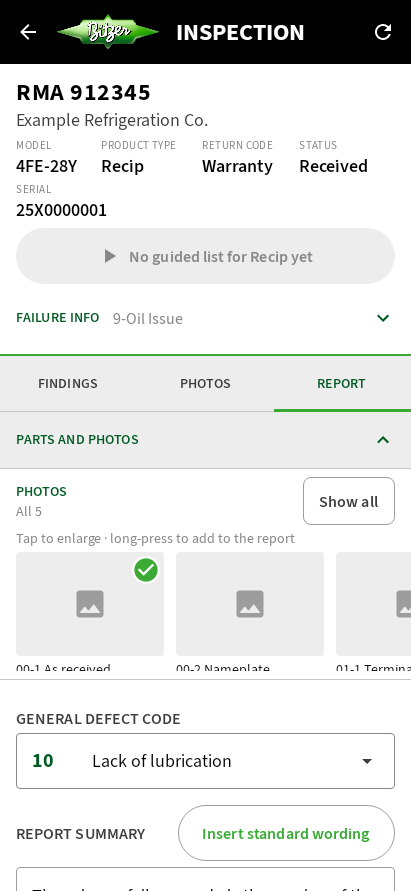 Bitzer INSPECTION
RMA 912345
Example Refrigeration Co.
MODEL PRODUCT TYPE RETURN CODE STATUS
4FE-28Y Recip Warranty Received
SERIAL
25X0000001
No guided list for Recip yet
FAILURE INFO 9-Oil Issue
FINDINGS PHOTOS REPORT
PARTS AND PHOTOS
PHOTOS
All 5
Show all
Tap to enlarge · long-press to add to the report
00-1 As received 00-2 Nameplate 01-1
GENERAL DEFECT CODE
10 Lack of lubrication
REPORT SUMMARY Insert standard wording